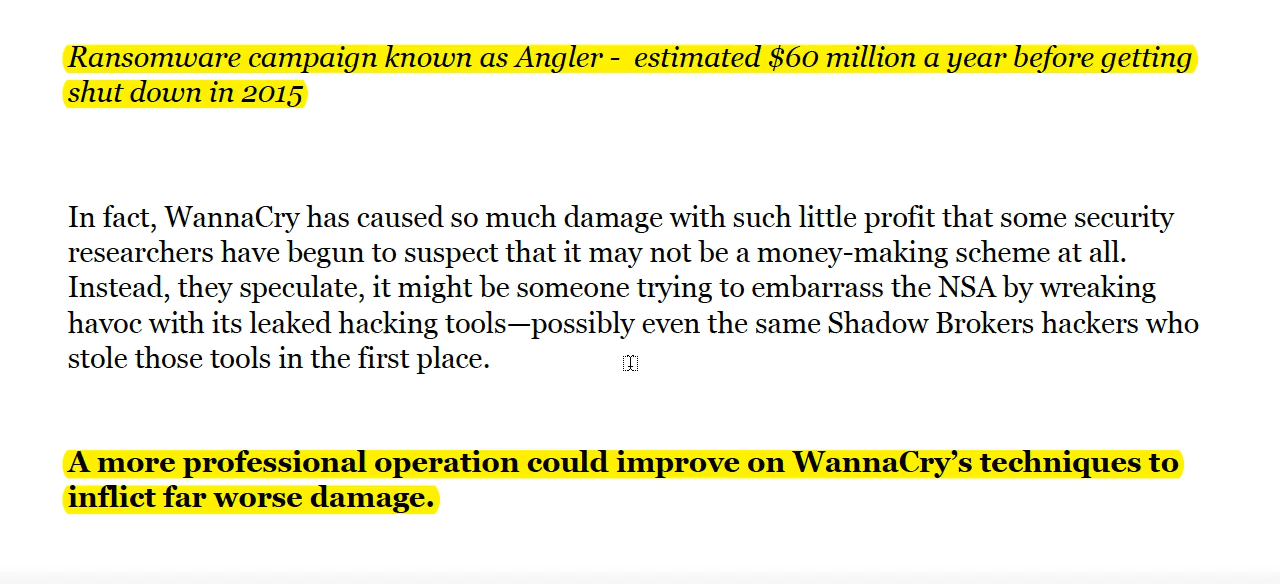 Ransomware campaign known as Angler -  estimated $60 million a year before getting
shut down in 2015
In fact, WannaCry has caused so much damage with such little profit that some security
researchers have begun to suspect that it may not be a money-making scheme at all.
Instead, they speculate, it might be someone trying to embarrass the NSA by wreaking
havoc with its leaked hacking tools—possibly even the same Shadow Brokers hackers who
stole those tools in the first place.
A more professional operation could improve on WannaCry’s techniques to
inflict far worse damage.